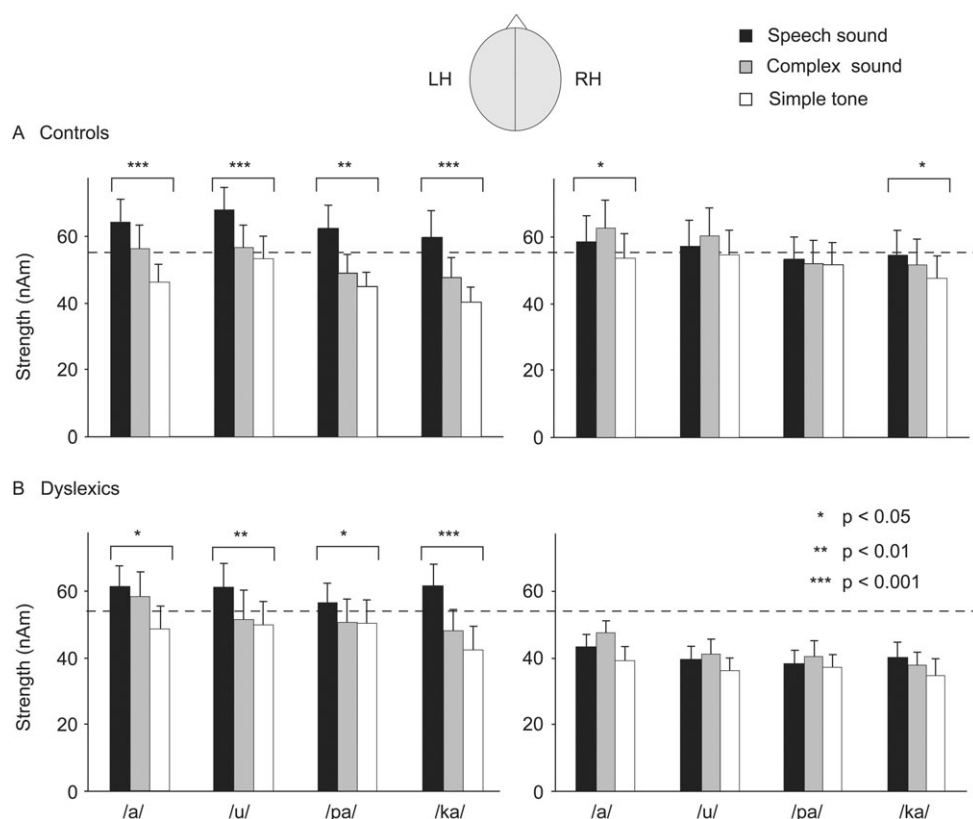 LH RH
Speech sound
Complex sound
Simple tone
A Controls
*** *** ** *** * *
Strength (nAm)
60
40
20
0
60
40
20
0
B Dyslexics
* ** * ***
* p < 0.05
** p < 0.01
*** p < 0.001
Strength (nAm)
60
40
20
0
60
40
20
0
/a/ /u/ /pa/ /ka/ /a/ /u/ /pa/ /ka/